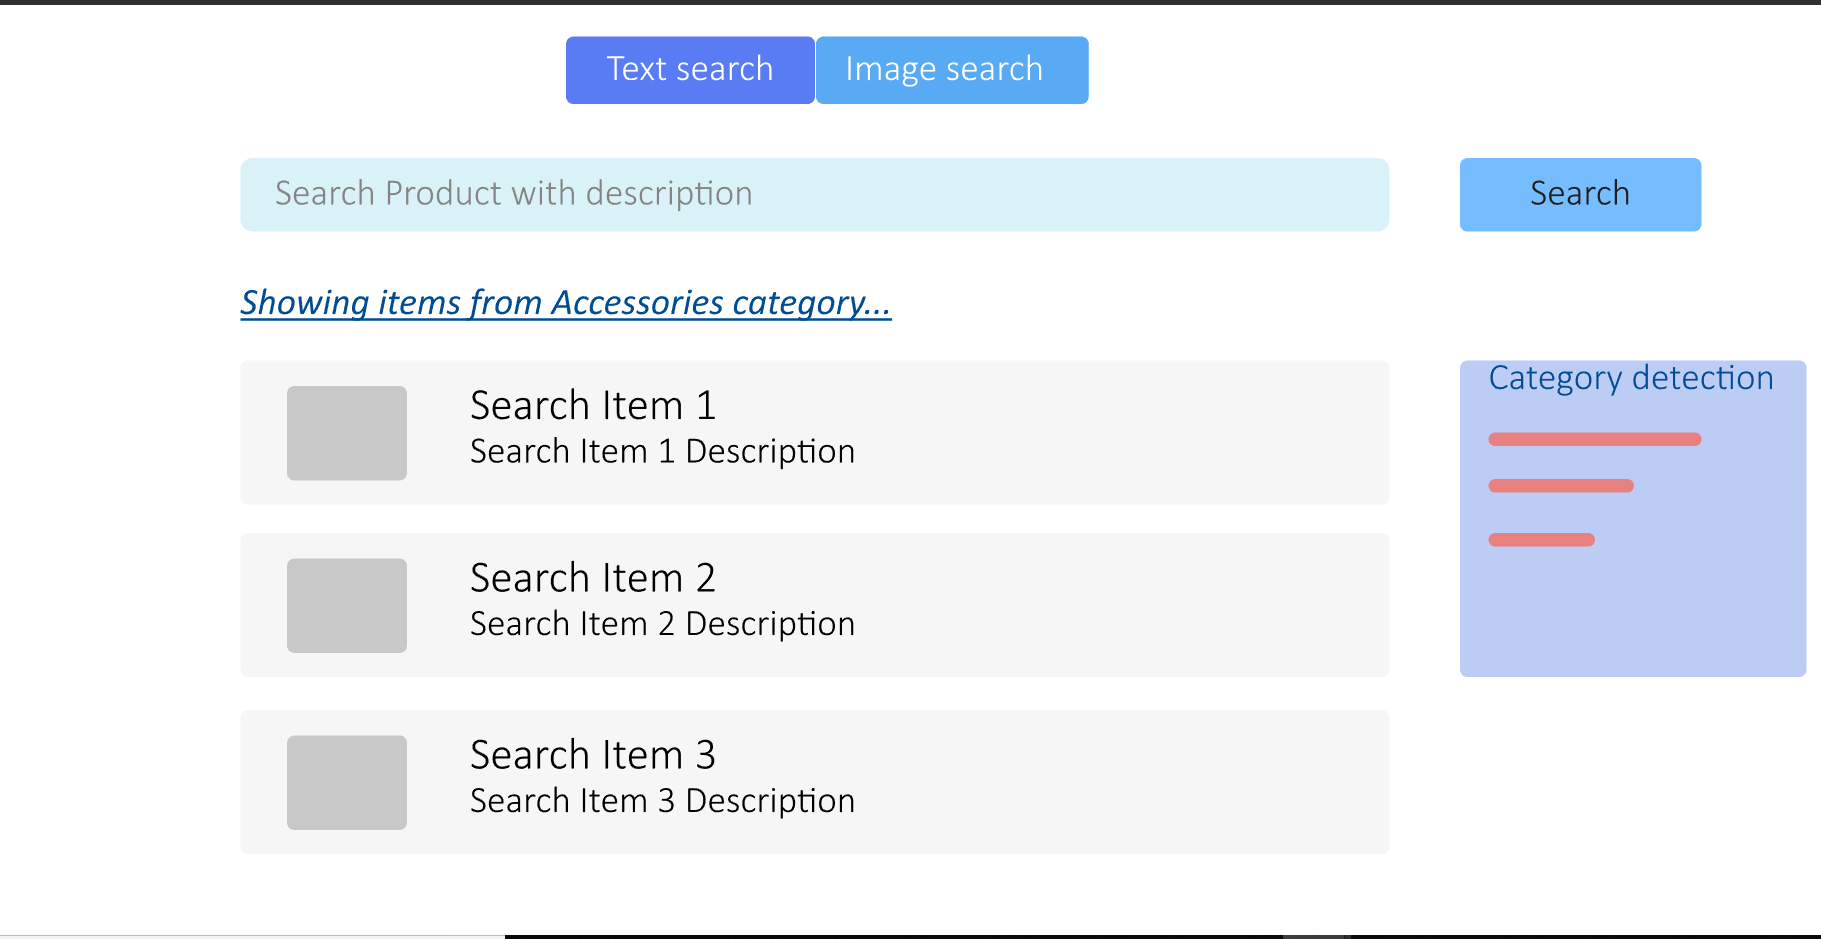 Text search
Image search
Search Product with description
Search
Showing items from Accessories category...
Search Item 1
Search Item 1 Description
Category detection
Search Item 2
Search Item 2 Description
Search Item 3
Search Item 3 Description